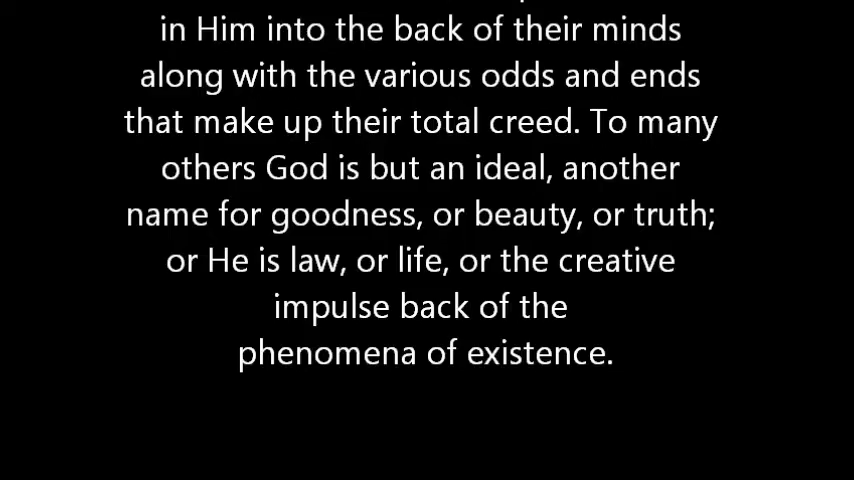 in Him into the back of their minds
along with the various odds and ends
that make up their total creed. To many
others God is but an ideal, another
name for goodness, or beauty, or truth;
or He is law, or life, or the creative
impulse back of the
phenomena of existence.